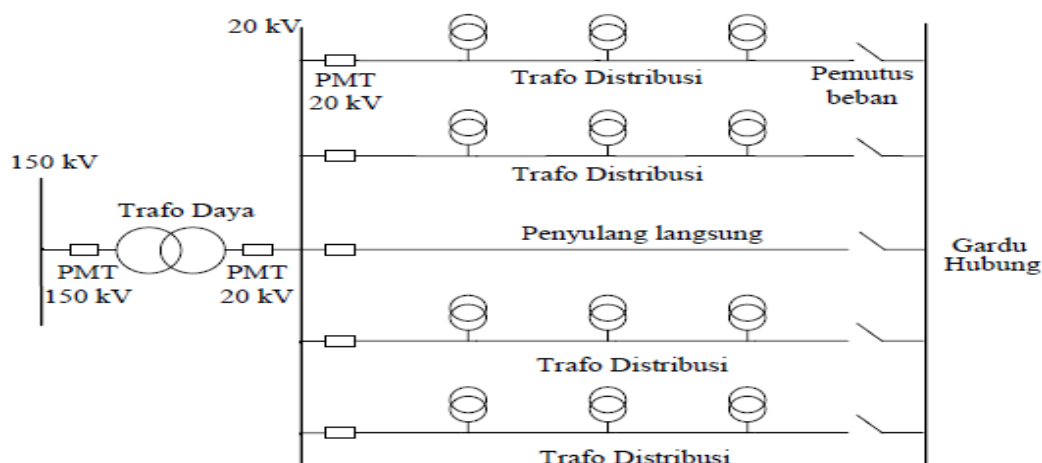 20 kV
PMT
20 kV
Trafo Distribusi
Pemutus
beban
Trafo Distribusi
150 kV
Trafo Daya
PMT
150 kV
PMT
20 kV
Penyulang langsung
Gardu
Hubung
Trafo Distribusi
Trafo Distribusi